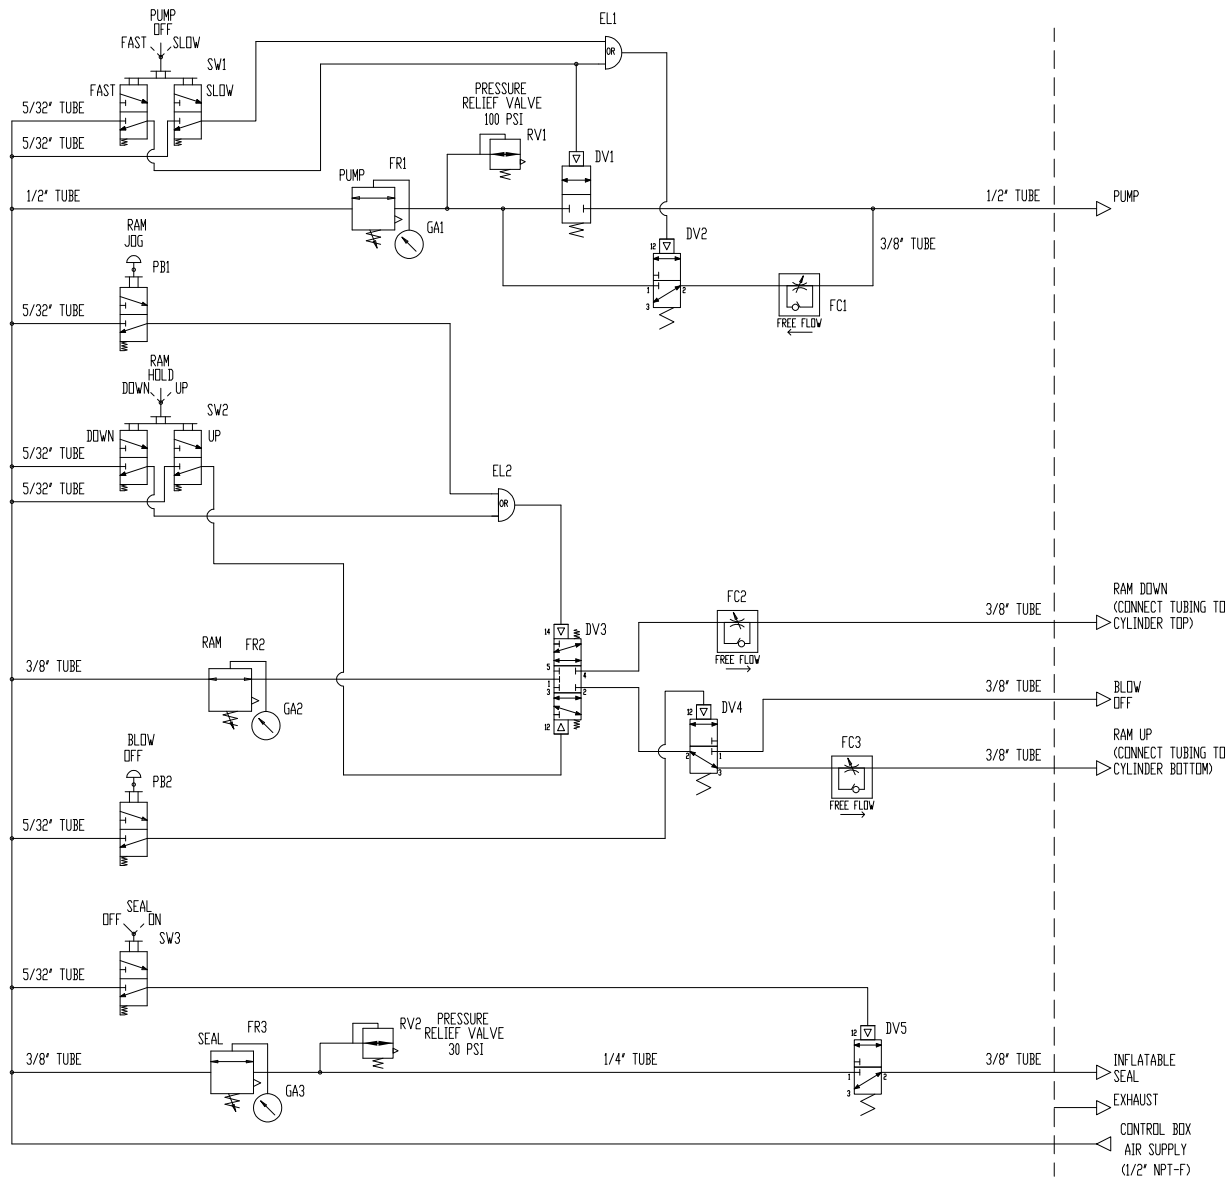 PUMP
OFF
FAST SLOW
SW1
FAST SLOW
5/32" TUBE
5/32" TUBE
1/2" TUBE
EL1
OR
PRESSURE
RELIEF VALVE
100 PSI
RV1
PUMP
FR1
GA1
DV1
DV2
12
1
2
3
FC1
FREE FLOW
3/8" TUBE
1/2" TUBE
PUMP
RAM
JOG
PB1
5/32" TUBE
RAM
HOLD
DOWN UP
SW2
DOWN UP
5/32" TUBE
5/32" TUBE
EL2
OR
RAM
FR2
3/8" TUBE
GA2
DV3
14
5
4
1
3
2
12
FC2
FREE FLOW
3/8" TUBE
RAM DOWN
(CONNECT TUBING TO
CYLINDER TOP)
DV4
12
2
1
3
3/8" TUBE
BLOW
OFF
FC3
FREE FLOW
3/8" TUBE
RAM UP
(CONNECT TUBING TO
CYLINDER BOTTOM)
BLOW
OFF
PB2
5/32" TUBE
SEAL
OFF ON
SW3
5/32" TUBE
SEAL
FR3
3/8" TUBE
GA3
RV2
PRESSURE
RELIEF VALVE
30 PSI
1/4" TUBE
DV5
12
1
2
3
3/8" TUBE
INFLATABLE
SEAL
EXHAUST
CONTROL BOX
AIR SUPPLY
(1/2" NPT-F)